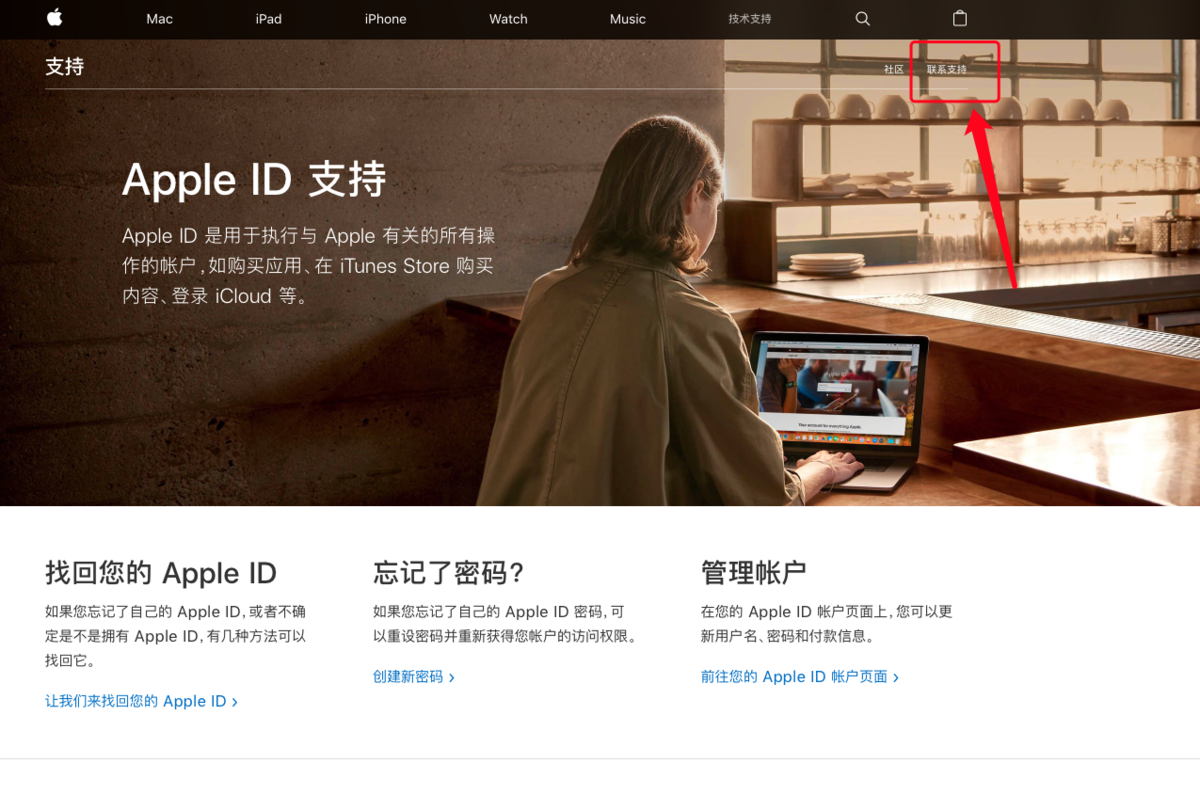 Mac iPad iPhone Watch Music 技术支持
支持
社区 联系支持
Apple ID 支持
Apple ID 是用于执行与 Apple 有关的所有操
作的帐户，如购买应用、在 iTunes Store 购买
内容、登录 iCloud 等。
Your account for everything Apple.
找回您的 Apple ID
如果您忘记了自己的 Apple ID，或者不确
定是不是拥有 Apple ID，有几种方法可以
找回它。
让我们来找回您的 Apple ID >
忘记了密码?
如果您忘记了自己的 Apple ID 密码，可
以重设密码并重新获得您帐户的访问权限。
创建新密码 >
管理帐户
在您的 Apple ID 帐户页面上，您可以更
新用户名、密码和付款信息。
前往您的 Apple ID 帐户页面 >